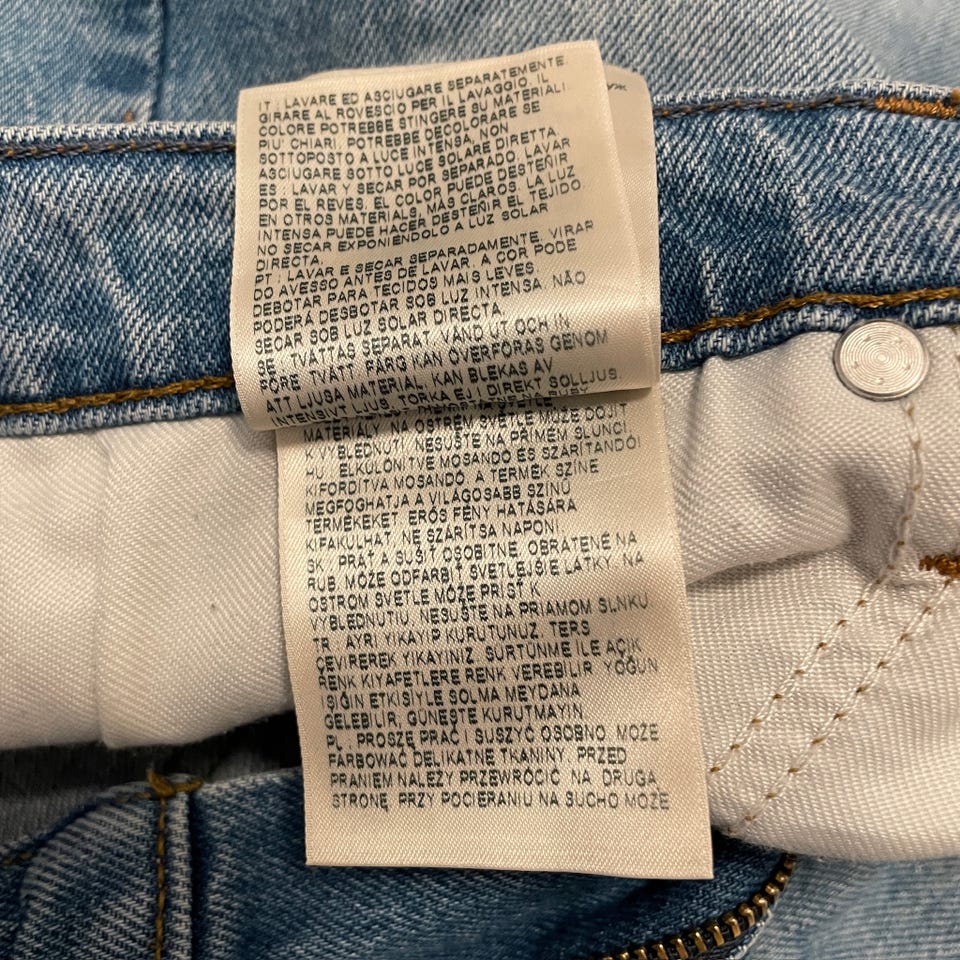 IT : LAVARE ED ASCIUGARE SEPARATEMENTE.
GIRARE AL ROVESCIO PER IL LAVAGGIO. IL
COLORE POTREBBE STINGERE SU MATERIALI
PIU' CHIARI. POTREBBE DECOLORARE SE
SOTTOPOSTO A LUCE INTENSA. NON
ASCIUGARE SOTTO LUCE SOLARE DIRETTA.
ES : LAVAR Y SECAR POR SEPARADO. LAVAR
POR EL REVES. EL COLOR PUEDE DESTEÑIR
EN OTROS MATERIALS, MAS CLAROS. LA LUZ
INTENSA PUEDE HACER DESTEÑIR EL TEJIDO.
NO SECAR EXPONIENDOLO A LUZ SOLAR
DIRECTA.
PT : LAVAR E SECAR SEPARADAMENTE. VIRAR
DO AVESSO ANTES DE LAVAR. A COR PODE
DEBOTAR PARA TECIDOS MAIS LEVES.
PODERÁ DESBOTAR SOB LUZ INTENSA. NÃO
SECAR SOB LUZ SOLAR DIRECTA.
SE : TVÄTTAS SEPARAT, VÄND UT OCH IN
FÖRE TVÄTT. FÄRG KAN ÖVERFÖRAS GENOM
ATT LJUSA MATERIAL, KAN BLEKAS AV
INTENSIVT LJUS, TORKA EJ I DIREKT SOLLJUS
MATERIÁLY. NA OSTRÉM SVĚTLE MŮŽE DOJÍT
K VYBLEDNUTÍ. NESUŠTE NA PŘÍMÉM SLUNCI.
HU : ELKÜLÖNÍTVE MOSANDÓ ÉS SZÁRÍTANDÓ!
KIFORDÍTVA MOSANDÓ. A TERMÉK SZÍNE
MEGFOGHATJA A VILÁGOSABB SZÍNŰ
TERMÉKEKET. ERŐS FÉNY HATÁSÁRA
KIFAKULHAT. NE SZÁRÍTSA NAPON!
SK : PRAŤ A SUŠIŤ OSOBITNE, OBRÁTENÉ NA
RUB. MÔŽE ODFARBIŤ SVETLEJŠIE LÁTKY. NA
OSTROM SVETLE MÔŽE PRÍSŤ K
VYBLEDNUTIU. NESUŠTE NA PRIAMOM SLNKU
TR : AYRI YIKAYIP KURUTUNUZ. TERS
ÇEVİREREK YIKAYINIZ. SÜRTÜNME İLE AÇIK
RENK KIYAFETLERE RENK VEREBİLİR. YOĞUN
IŞIĞIN ETKİSİYLE SOLMA MEYDANA
GELEBİLİR, GÜNEŞTE KURUTMAYIN
PL : PROSZĘ PRAĆ I SUSZYĆ OSOBNO. MOŻE
FARBOWAĆ DELIKATNE TKANINY. PRZED
PRANIEM NALEŻY PRZEWRÓCIĆ NA DRUGĄ
STRONĘ. PRZY POCIERANIU NA SUCHO MOŻE